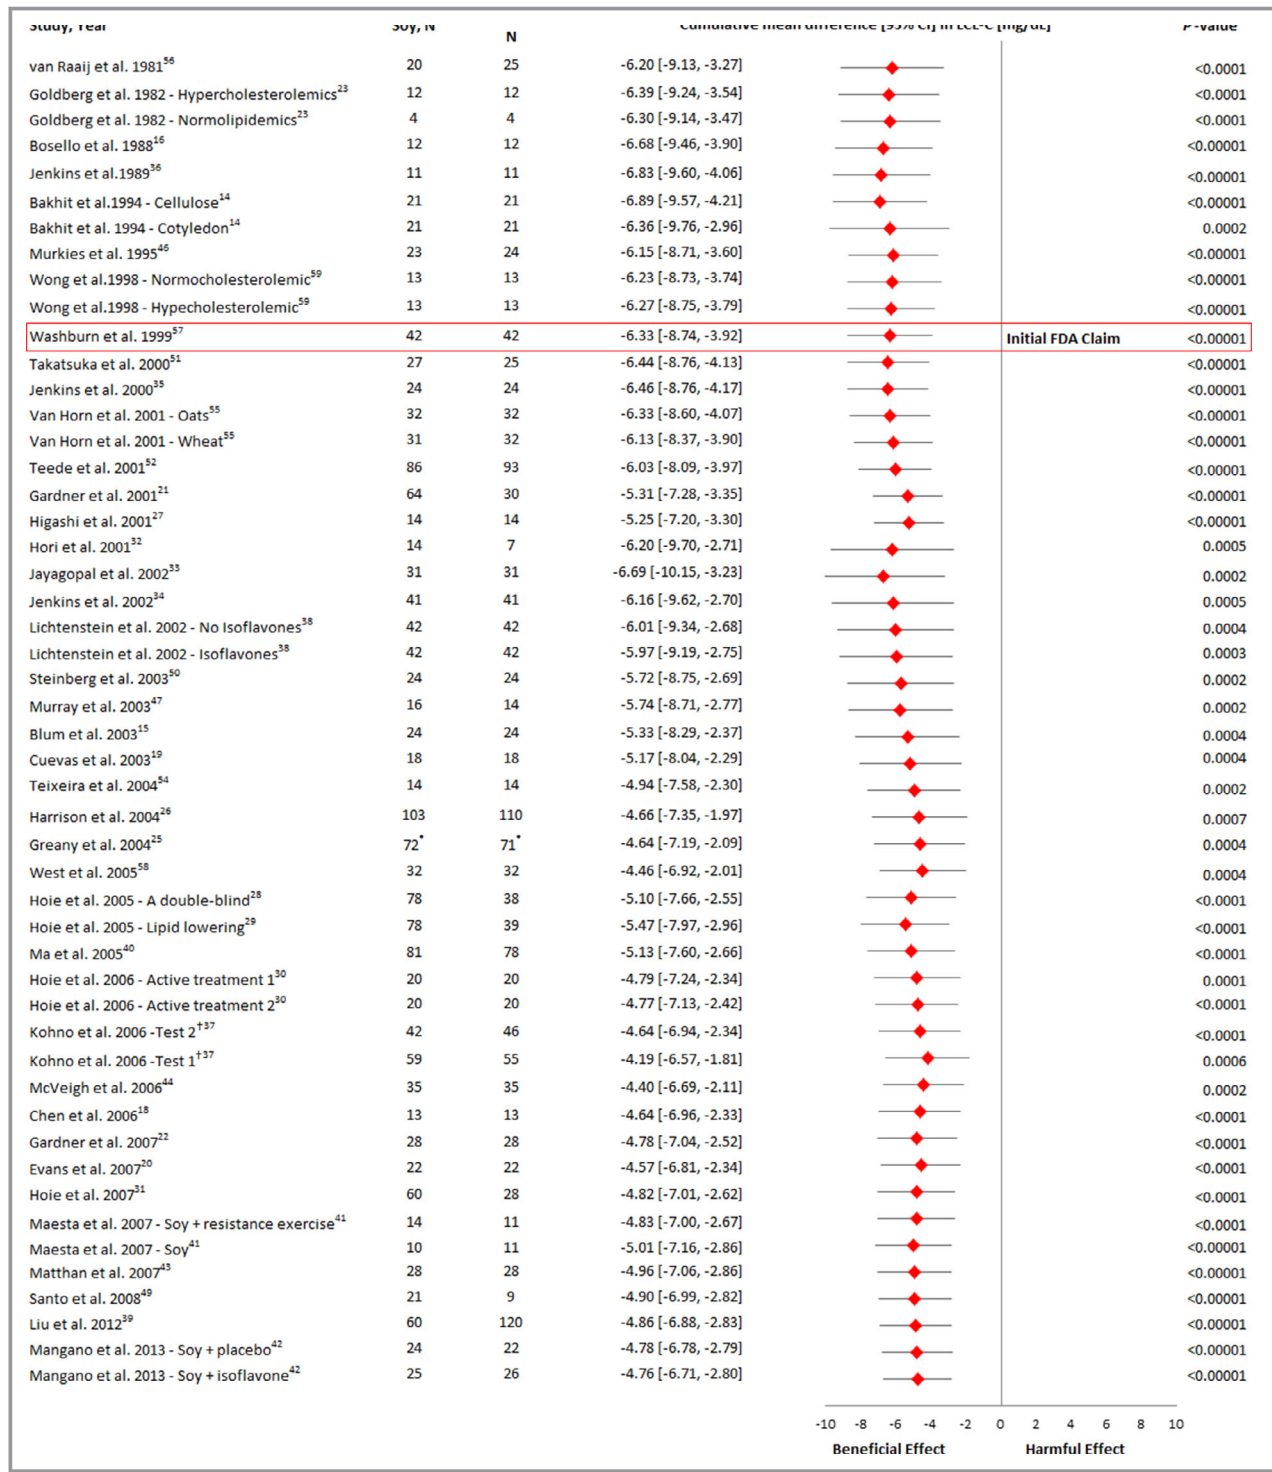 Study, Year Soy, N N Cumulative mean difference [95% CI] in LCL-C [mg/dL] P-value
van Raaij et al. 1981⁵⁶ 20 25 -6.20 [-9.13, -3.27] <0.0001
Goldberg et al. 1982 - Hypercholesterolemics²³ 12 12 -6.39 [-9.24, -3.54] <0.0001
Goldberg et al. 1982 - Normolipidemics²³ 4 4 -6.30 [-9.14, -3.47] <0.0001
Bosello et al. 1988¹⁶ 12 12 -6.68 [-9.46, -3.90] <0.00001
Jenkins et al.1989³⁶ 11 11 -6.83 [-9.60, -4.06] <0.00001
Bakhit et al.1994 - Cellulose¹⁴ 21 21 -6.89 [-9.57, -4.21] <0.00001
Bakhit et al. 1994 - Cotyledon¹⁴ 21 21 -6.36 [-9.76, -2.96] 0.0002
Murkies et al. 1995⁴⁶ 23 24 -6.15 [-8.71, -3.60] <0.00001
Wong et al.1998 - Normocholesterolemic⁵⁹ 13 13 -6.23 [-8.73, -3.74] <0.00001
Wong et al.1998 - Hypecholesterolemic⁵⁹ 13 13 -6.27 [-8.75, -3.79] <0.00001
Washburn et al. 1999⁵⁷ 42 42 -6.33 [-8.74, -3.92] Initial FDA Claim <0.00001
Takatsuka et al. 2000⁵¹ 27 25 -6.44 [-8.76, -4.13] <0.00001
Jenkins et al. 2000³⁵ 24 24 -6.46 [-8.76, -4.17] <0.00001
Van Horn et al. 2001 - Oats⁵⁵ 32 32 -6.33 [-8.60, -4.07] <0.00001
Van Horn et al. 2001 - Wheat⁵⁵ 31 32 -6.13 [-8.37, -3.90] <0.00001
Teede et al. 2001⁵² 86 93 -6.03 [-8.09, -3.97] <0.00001
Gardner et al. 2001²¹ 64 30 -5.31 [-7.28, -3.35] <0.00001
Higashi et al. 2001²⁷ 14 14 -5.25 [-7.20, -3.30] <0.00001
Hori et al. 2001³² 14 7 -6.20 [-9.70, -2.71] 0.0005
Jayagopal et al. 2002³³ 31 31 -6.69 [-10.15, -3.23] 0.0002
Jenkins et al. 2002³⁴ 41 41 -6.16 [-9.62, -2.70] 0.0005
Lichtenstein et al. 2002 - No Isoflavones³⁸ 42 42 -6.01 [-9.34, -2.68] 0.0004
Lichtenstein et al. 2002 - Isoflavones³⁸ 42 42 -5.97 [-9.19, -2.75] 0.0003
Steinberg et al. 2003⁵⁰ 24 24 -5.72 [-8.75, -2.69] 0.0002
Murray et al. 2003⁴⁷ 16 14 -5.74 [-8.71, -2.77] 0.0002
Blum et al. 2003¹⁵ 24 24 -5.33 [-8.29, -2.37] 0.0004
Cuevas et al. 2003¹⁹ 18 18 -5.17 [-8.04, -2.29] 0.0004
Teixeira et al. 2004⁵⁴ 14 14 -4.94 [-7.58, -2.30] 0.0002
Harrison et al. 2004²⁶ 103 110 -4.66 [-7.35, -1.97] 0.0007
Greany et al. 2004²⁵ 72* 71* -4.64 [-7.19, -2.09] 0.0004
West et al. 2005⁵⁸ 32 32 -4.46 [-6.92, -2.01] 0.0004
Hoie et al. 2005 - A double-blind²⁸ 78 38 -5.10 [-7.66, -2.55] <0.0001
Hoie et al. 2005 - Lipid lowering²⁹ 78 39 -5.47 [-7.97, -2.96] <0.0001
Ma et al. 2005⁴⁰ 81 78 -5.13 [-7.60, -2.66] <0.0001
Hoie et al. 2006 - Active treatment 1³⁰ 20 20 -4.79 [-7.24, -2.34] 0.0001
Hoie et al. 2006 - Active treatment 2³⁰ 20 20 -4.77 [-7.13, -2.42] <0.0001
Kohno et al. 2006 -Test 2†³⁷ 42 46 -4.64 [-6.94, -2.34] <0.0001
Kohno et al. 2006 -Test 1†³⁷ 59 55 -4.19 [-6.57, -1.81] 0.0006
McVeigh et al. 2006⁴⁴ 35 35 -4.40 [-6.69, -2.11] 0.0002
Chen et al. 2006¹⁸ 13 13 -4.64 [-6.96, -2.33] <0.0001
Gardner et al. 2007²² 28 28 -4.78 [-7.04, -2.52] <0.0001
Evans et al. 2007²⁰ 22 22 -4.57 [-6.81, -2.34] <0.0001
Hoie et al. 2007³¹ 60 28 -4.82 [-7.01, -2.62] <0.0001
Maesta et al. 2007 - Soy + resistance exercise⁴¹ 14 11 -4.83 [-7.00, -2.67] <0.0001
Maesta et al. 2007 - Soy⁴¹ 10 11 -5.01 [-7.16, -2.86] <0.00001
Matthan et al. 2007⁴³ 28 28 -4.96 [-7.06, -2.86] <0.00001
Santo et al. 2008⁴⁹ 21 9 -4.90 [-6.99, -2.82] <0.00001
Liu et al. 2012³⁹ 60 120 -4.86 [-6.88, -2.83] <0.00001
Mangano et al. 2013 - Soy + placebo⁴² 24 22 -4.78 [-6.78, -2.79] <0.00001
Mangano et al. 2013 - Soy + isoflavone⁴² 25 26 -4.76 [-6.71, -2.80] <0.00001
-10 -8 -6 -4 -2 0 2 4 6 8 10
Beneficial Effect Harmful Effect